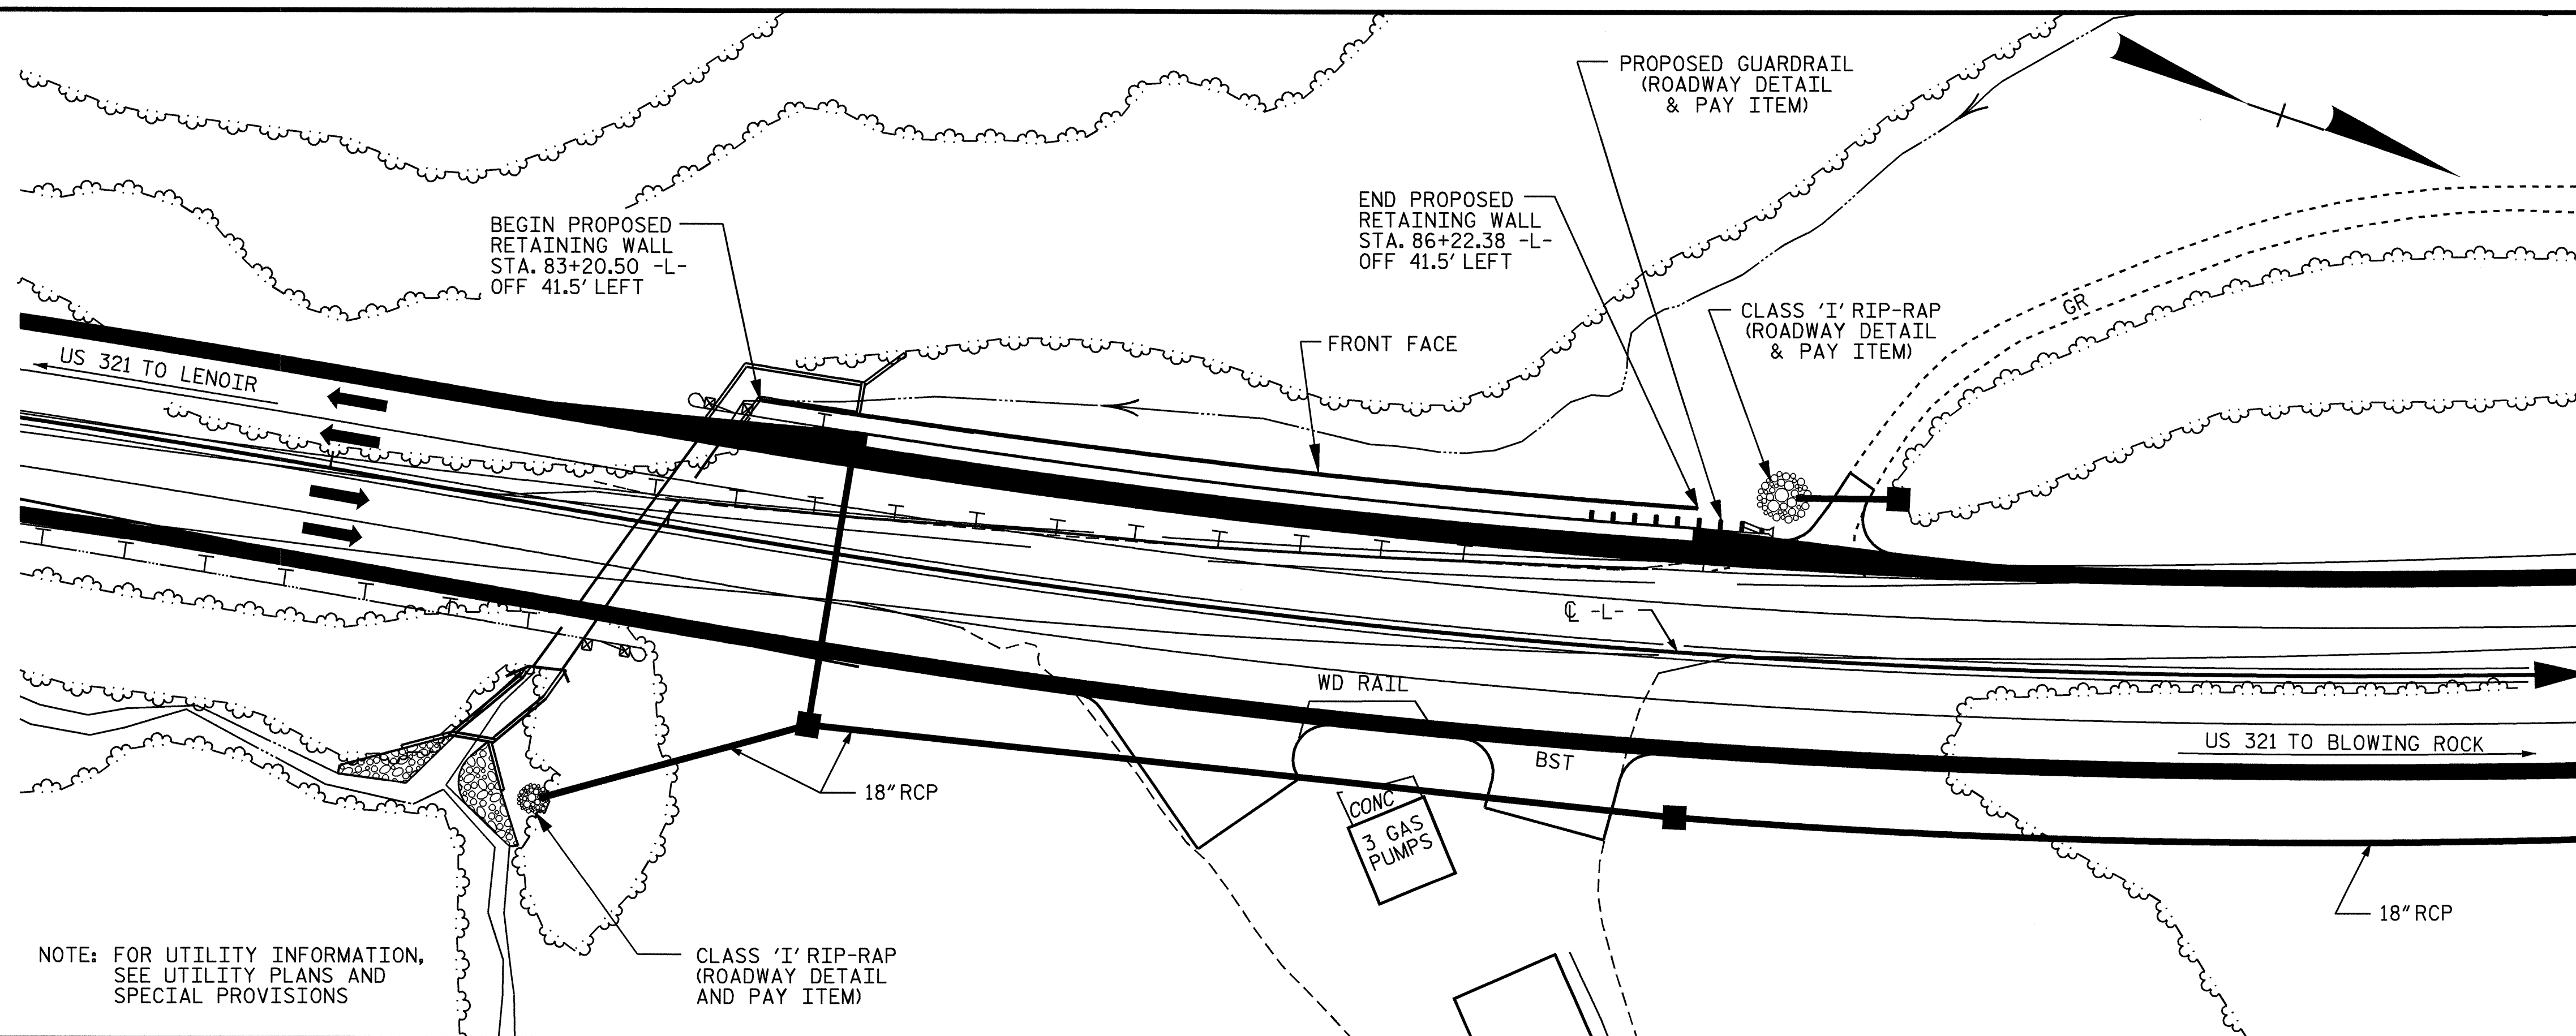 PROPOSED GUARDRAIL
(ROADWAY DETAIL
& PAY ITEM)
END PROPOSED
RETAINING WALL
STA. 86+22.38 -L-
OFF 41.5' LEFT
BEGIN PROPOSED
RETAINING WALL
STA. 83+20.50 -L-
OFF 41.5' LEFT
GR
CLASS 'I' RIP-RAP
(ROADWAY DETAIL
& PAY ITEM)
FRONT FACE
US 321 TO LENOIR
℄ -L-
WD RAIL
US 321 TO BLOWING ROCK
BST
18" RCP
CONC
3 GAS
PUMPS
18" RCP
NOTE: FOR UTILITY INFORMATION,
SEE UTILITY PLANS AND
SPECIAL PROVISIONS
CLASS 'I' RIP-RAP
(ROADWAY DETAIL
AND PAY ITEM)